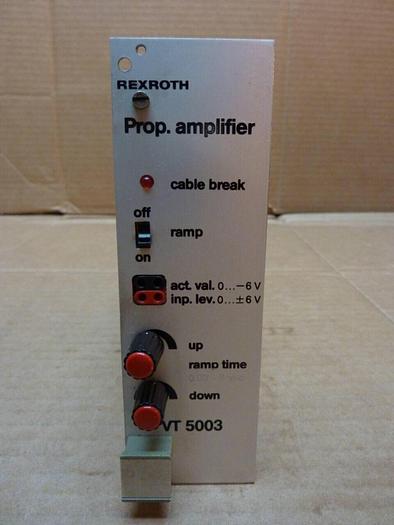 REXROTH
Prop. amplifier
cable break
off
ramp
on
act. val. 0...−6 V
inp. lev. 0...±6 V
up
ramp time
down
VT 5003